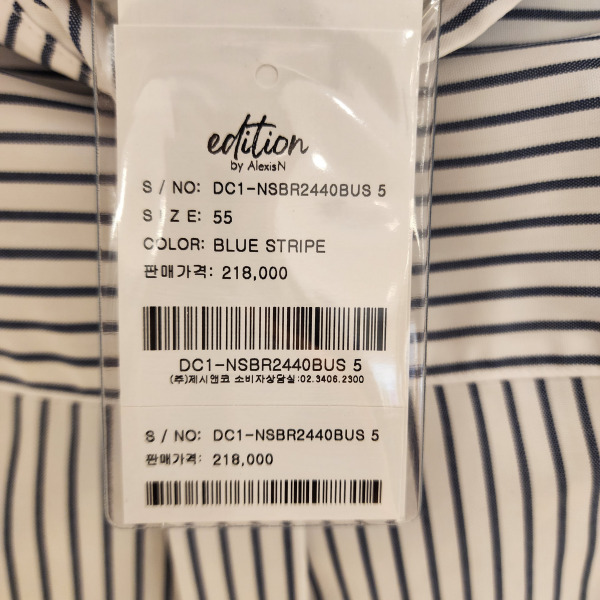 edition
by AlexisN
S / NO: DC1-NSBR2440BUS 5
S I Z E: 55
COLOR: BLUE STRIPE
판매가격: 218,000
DC1-NSBR2440BUS 5
(주)제시앤코 소비자상담실:02.3406.2300
S / NO: DC1-NSBR2440BUS 5
판매가격: 218,000